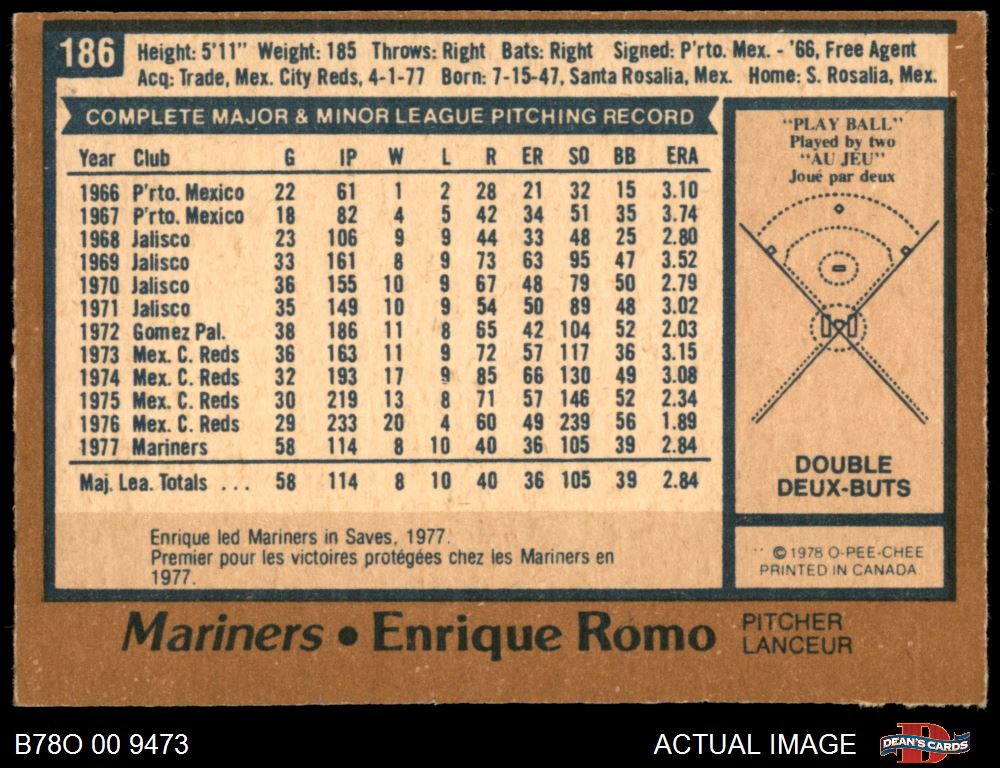 186
Height: 5'11" Weight: 185 Throws: Right Bats: Right Signed: P'rto. Mex. - '66, Free Agent
Acq: Trade, Mex. City Reds, 4-1-77 Born: 7-15-47, Santa Rosalia, Mex. Home: S. Rosalia, Mex.
COMPLETE MAJOR & MINOR LEAGUE PITCHING RECORD
Year Club G IP W L R ER SO BB ERA
1966 P'rto. Mexico 22 61 1 2 28 21 32 15 3.10
1967 P'rto. Mexico 18 82 4 5 42 34 51 35 3.74
1968 Jalisco 23 106 9 9 44 33 48 25 2.80
1969 Jalisco 33 161 8 9 73 63 95 47 3.52
1970 Jalisco 36 155 10 9 67 48 79 50 2.79
1971 Jalisco 35 149 10 9 54 50 89 48 3.02
1972 Gomez Pal. 38 186 11 8 65 42 104 52 2.03
1973 Mex. C. Reds 36 163 11 9 72 57 117 36 3.15
1974 Mex. C. Reds 32 193 17 9 85 66 130 49 3.08
1975 Mex. C. Reds 30 219 13 8 71 57 146 52 2.34
1976 Mex. C. Reds 29 233 20 4 60 49 239 56 1.89
1977 Mariners 58 114 8 10 40 36 105 39 2.84
Maj. Lea. Totals ... 58 114 8 10 40 36 105 39 2.84
Enrique led Mariners in Saves, 1977.
Premier pour les victoires protégées chez les Mariners en
1977.
"PLAY BALL"
Played by two
"AU JEU"
Joué par deux
DOUBLE
DEUX-BUTS
©1978 O-PEE-CHEE
PRINTED IN CANADA
Mariners • Enrique Romo
PITCHER
LANCEUR
B78O 00 9473
ACTUAL IMAGE
DEAN'S CARDS